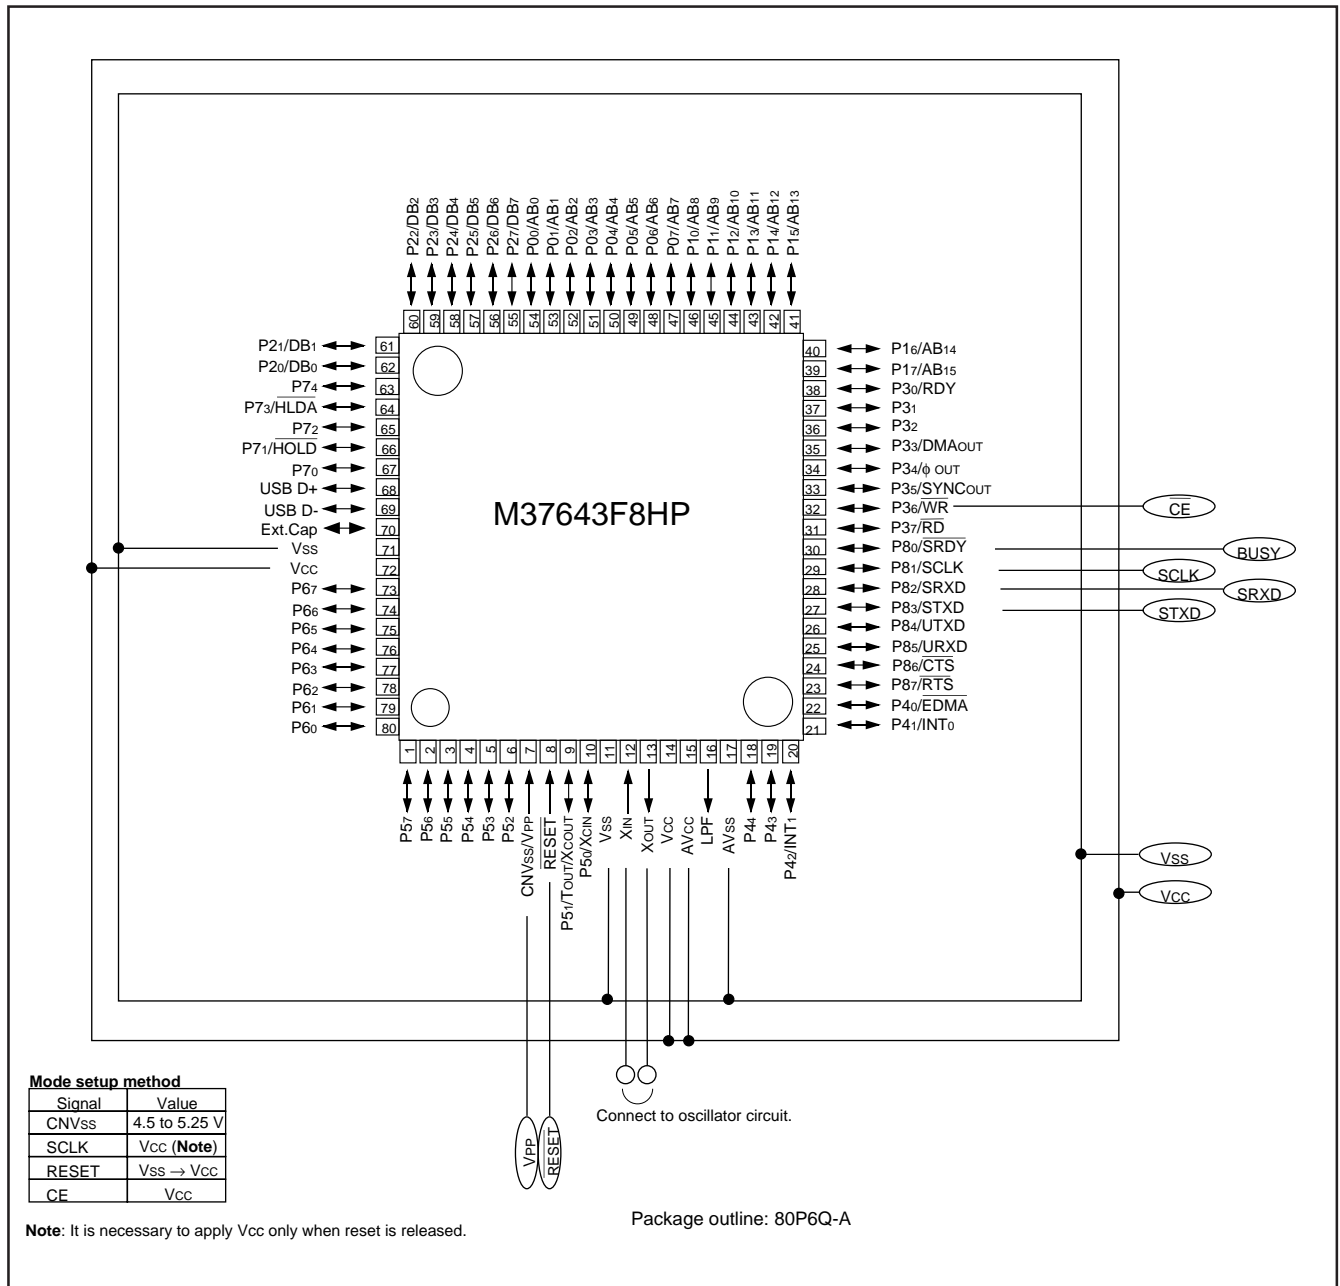 P22/DB2
P23/DB3
P24/DB4
P25/DB5
P26/DB6
P27/DB7
P00/AB0
P01/AB1
P02/AB2
P03/AB3
P04/AB4
P05/AB5
P06/AB6
P07/AB7
P10/AB8
P11/AB9
P12/AB10
P13/AB11
P14/AB12
P15/AB13
60
59
58
57
56
55
54
53
52
51
50
49
48
47
46
45
44
43
42
41
P21/DB1 61
P20/DB0 62
P74 63
P73/HLDA 64
P72 65
P71/HOLD 66
P70 67
USB D+ 68
USB D- 69
Ext.Cap 70
Vss 71
Vcc 72
P67 73
P66 74
P65 75
P64 76
P63 77
P62 78
P61 79
P60 80
M37643F8HP
40 P16/AB14
39 P17/AB15
38 P30/RDY
37 P31
36 P32
35 P33/DMAOUT
34 P34/ϕ OUT
33 P35/SYNCOUT
32 P36/WR CE
31 P37/RD
30 P80/SRDY BUSY
29 P81/SCLK SCLK
28 P82/SRXD SRXD
27 P83/STXD STXD
26 P84/UTXD
25 P85/URXD
24 P86/CTS
23 P87/RTS
22 P40/EDMA
21 P41/INT0
1
2
3
4
5
6
7
8
9
10
11
12
13
14
15
16
17
18
19
20
P57
P56
P55
P54
P53
P52
CNVss/VPP
RESET
P51/TOUT/XCOUT
P50/XCIN
Vss
XIN
XOUT
Vcc
AVcc
LPF
AVss
P44
P43
P42/INT1
Vss
Vcc
Connect to oscillator circuit.
VPP
RESET
Mode setup method
Signal Value
CNVss 4.5 to 5.25 V
SCLK Vcc (Note)
RESET Vss → Vcc
CE Vcc
Note: It is necessary to apply Vcc only when reset is released.
Package outline: 80P6Q-A